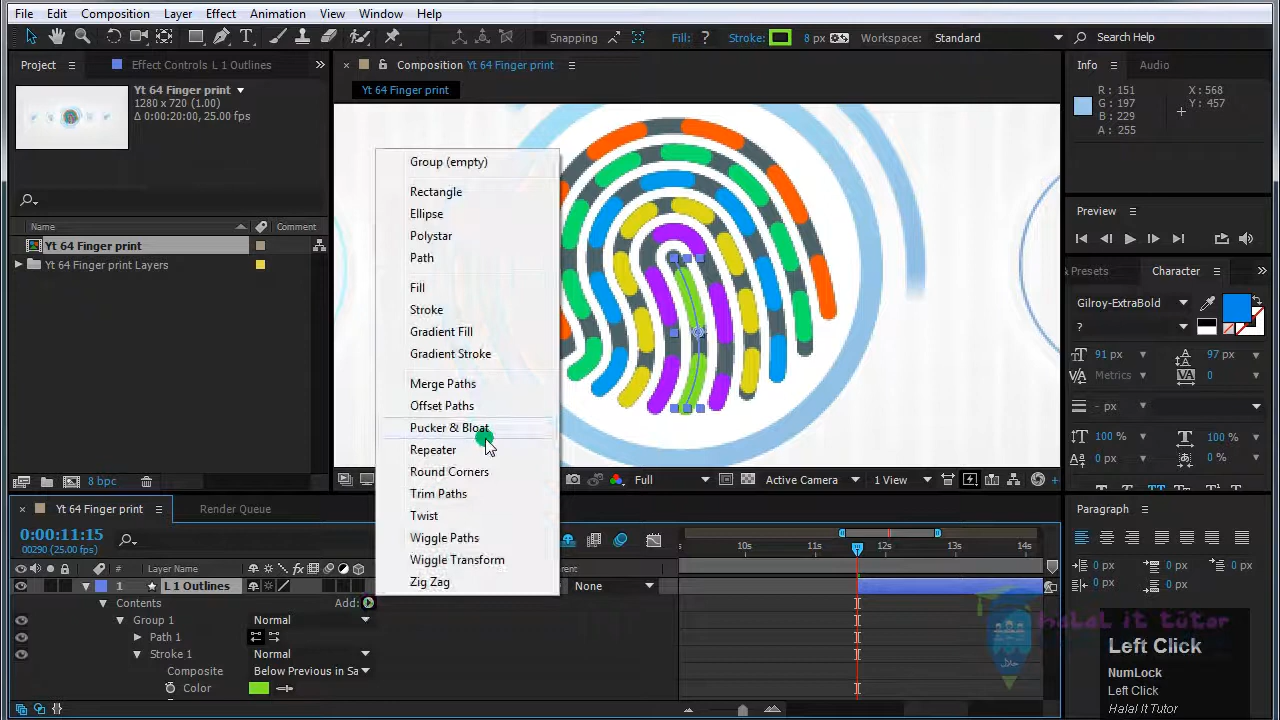 File Edit Composition Layer Effect Animation View Window Help
Snapping Fill: ? Stroke: 8 px Workspace: Standard Search Help
Project Effect Controls L 1 Outlines
Composition Yt 64 Finger print
Info Audio
Yt 64 Finger print
1280 x 720 (1.00)
Δ 0:00:20:00, 25.00 fps
Yt 64 Finger print
R : 151
G : 197
B : 229
A : 255
X : 568
Y : 457
Group (empty)
Rectangle
Ellipse
Polystar
Path
Fill
Stroke
Gradient Fill
Gradient Stroke
Merge Paths
Offset Paths
Pucker & Bloat
Repeater
Round Corners
Trim Paths
Twist
Wiggle Paths
Wiggle Transform
Zig Zag
Name Comment
Yt 64 Finger print
Yt 64 Finger print Layers
Preview
Presets Character
Gilroy-ExtraBold
?
91 px 97 px
Metrics 0
- px
100 % 100 %
0 px 0 %
8 bpc
Full Active Camera 1 View
Yt 64 Finger print Render Queue
Paragraph
0:00:11:15
00290 (25.00 fps)
10s 11s 12s 13s 14s
# None
1 L 1 Outlines
Contents Add:
Group 1 Normal
Path 1
Stroke 1 Normal
Composite Below Previous in Sa
Color
0 px 0 px 0 px
0 px 0 px
halal it tutor
Left Click
NumLock
Left Click
Halal It Tutor